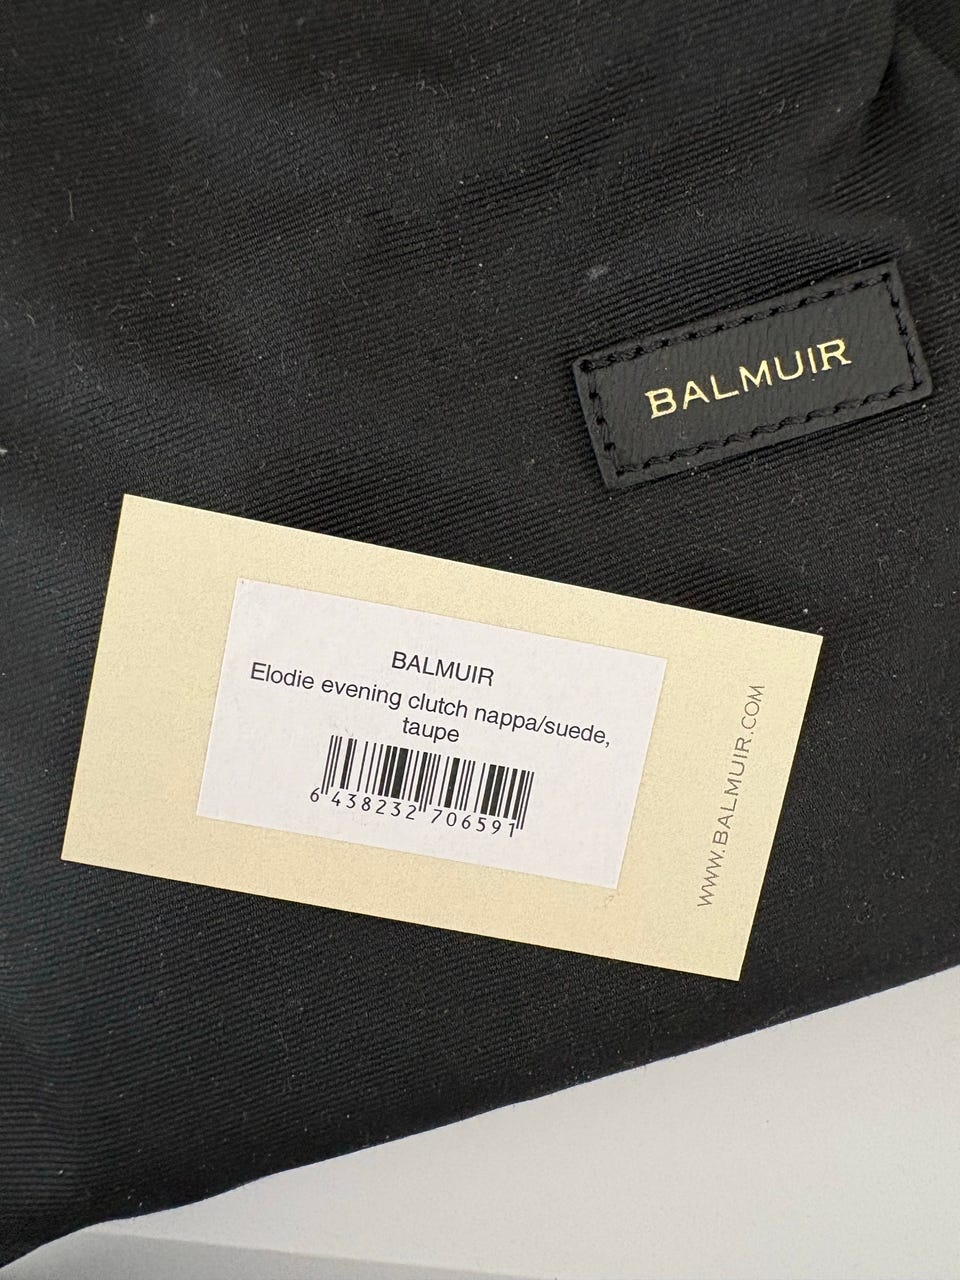 BALMUIR
BALMUIR
Elodie evening clutch nappa/suede,
taupe
6 438232 706591
WWW.BALMUIR.COM